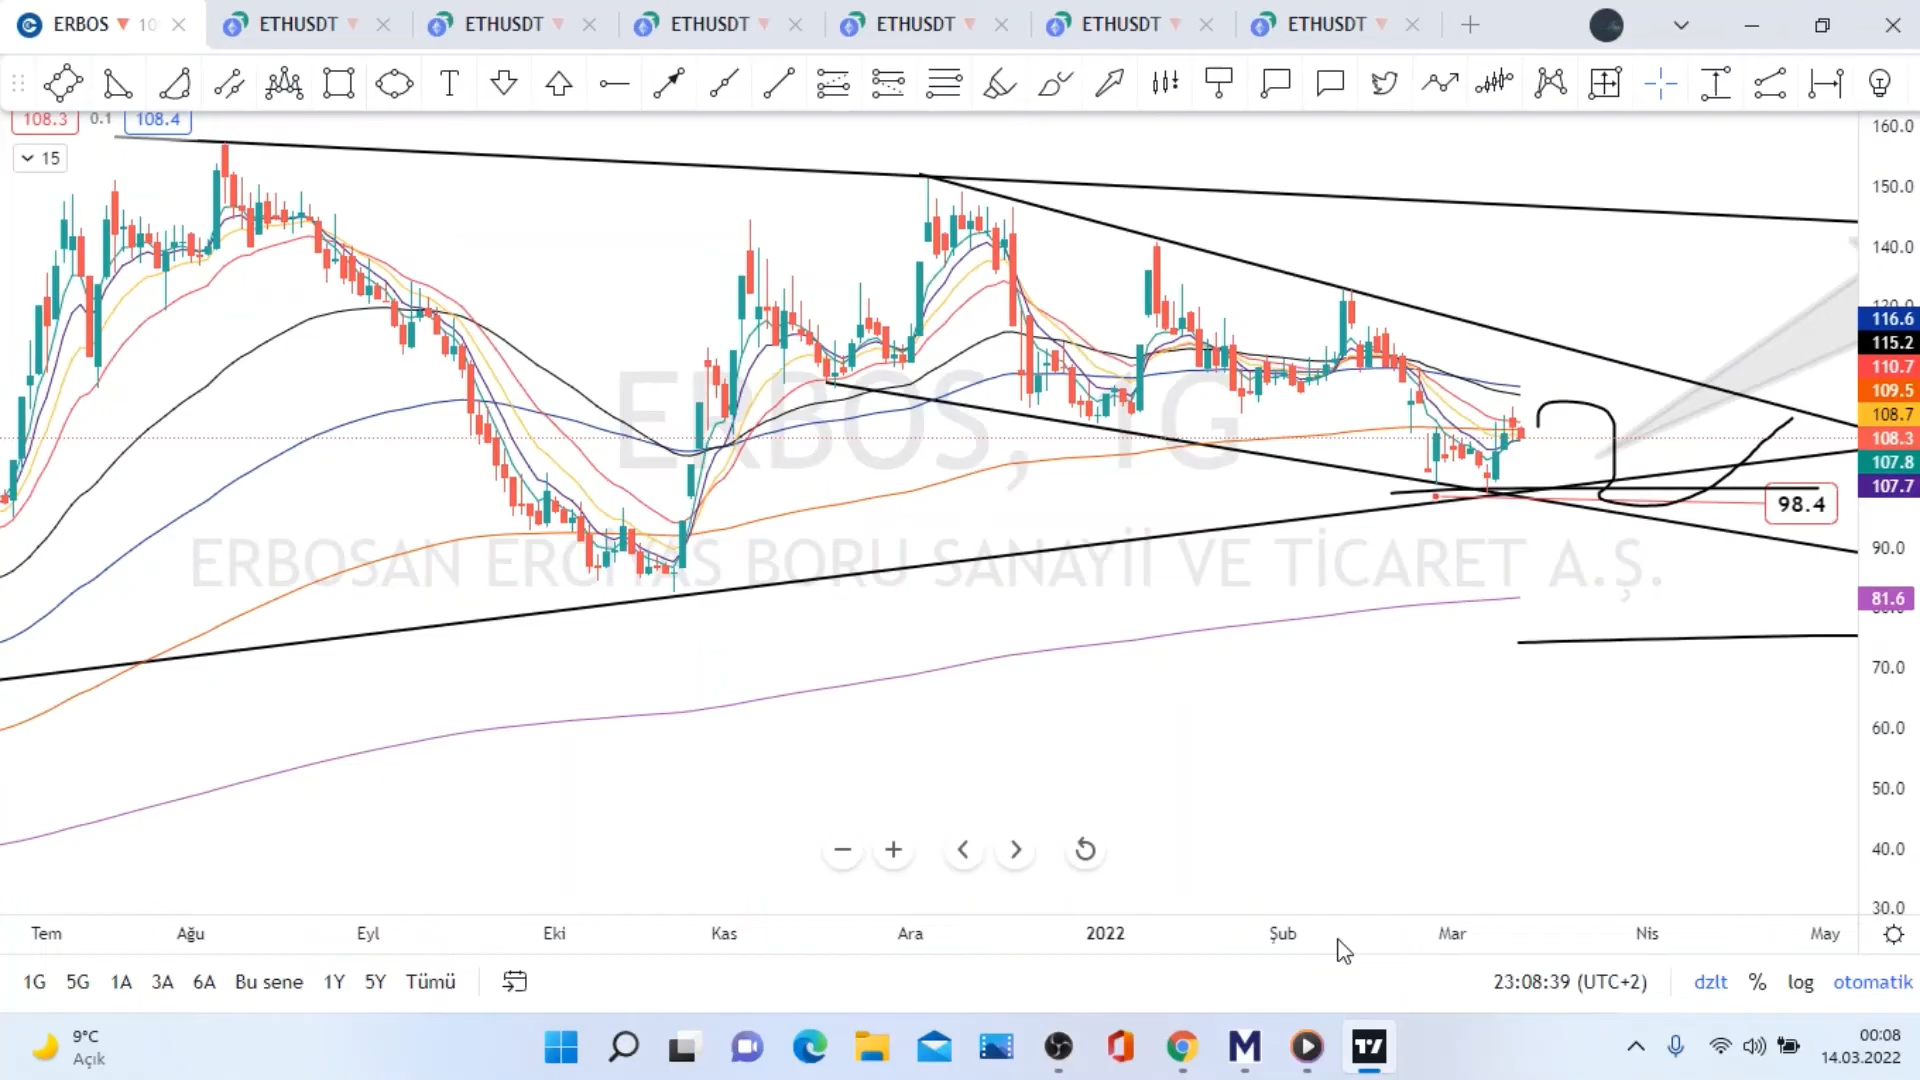 ERBOS 10
ETHUSDT
ETHUSDT
ETHUSDT
ETHUSDT
ETHUSDT
ETHUSDT
108.3 0.1 108.4
15
160.0
150.0
140.0
116.6
115.2
110.7
109.5
108.7
108.3
107.8
107.7
98.4
90.0
81.6
70.0
60.0
50.0
40.0
30.0
ERBOS, 1G
ERBOSAN ERCİYAS BORU SANAYİİ VE TİCARET A.Ş.
Tem Ağu Eyl Eki Kas Ara 2022 Şub Mar Nis May
1G 5G 1A 3A 6A Bu sene 1Y 5Y Tümü
23:08:39 (UTC+2) dzlt % log otomatik
9°C
Açık
00:08
14.03.2022